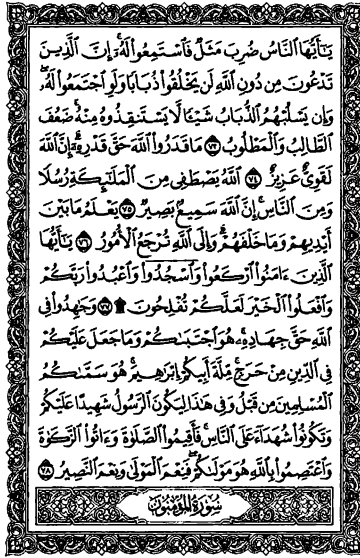 يَـٰٓأَيُّهَا ٱلنَّاسُ ضُرِبَ مَثَلٌ فَٱسْتَمِعُوا۟ لَهُۥٓ إِنَّ ٱلَّذِينَ
تَدْعُونَ مِن دُونِ ٱللَّهِ لَن يَخْلُقُوا۟ ذُبَابًا وَلَوِ ٱجْتَمَعُوا۟ لَهُۥ
وَإِن يَسْلُبْهُمُ ٱلذُّبَابُ شَيْـًٔا لَّا يَسْتَنقِذُوهُ مِنْهُ ضَعُفَ
ٱلطَّالِبُ وَٱلْمَطْلُوبُ ٧٣ مَا قَدَرُوا۟ ٱللَّهَ حَقَّ قَدْرِهِۦٓ إِنَّ ٱللَّهَ
لَقَوِىٌّ عَزِيزٌ ٧٤ ٱللَّهُ يَصْطَفِى مِنَ ٱلْمَلَـٰٓئِكَةِ رُسُلًا
وَمِنَ ٱلنَّاسِ إِنَّ ٱللَّهَ سَمِيعٌۢ بَصِيرٌ ٧٥ يَعْلَمُ مَا بَيْنَ
أَيْدِيهِمْ وَمَا خَلْفَهُمْ وَإِلَى ٱللَّهِ تُرْجَعُ ٱلْأُمُورُ ٧٦ يَـٰٓأَيُّهَا
ٱلَّذِينَ ءَامَنُوا۟ ٱرْكَعُوا۟ وَٱسْجُدُوا۟ وَٱعْبُدُوا۟ رَبَّكُمْ
وَٱفْعَلُوا۟ ٱلْخَيْرَ لَعَلَّكُمْ تُفْلِحُونَ ۩ ٧٧ وَجَـٰهِدُوا۟ فِى
ٱللَّهِ حَقَّ جِهَادِهِۦ هُوَ ٱجْتَبَىٰكُمْ وَمَا جَعَلَ عَلَيْكُمْ
فِى ٱلدِّينِ مِنْ حَرَجٍ مِّلَّةَ أَبِيكُمْ إِبْرَٰهِيمَ هُوَ سَمَّىٰكُمُ
ٱلْمُسْلِمِينَ مِن قَبْلُ وَفِى هَـٰذَا لِيَكُونَ ٱلرَّسُولُ شَهِيدًا عَلَيْكُمْ
وَتَكُونُوا۟ شُهَدَآءَ عَلَى ٱلنَّاسِ فَأَقِيمُوا۟ ٱلصَّلَوٰةَ وَءَاتُوا۟ ٱلزَّكَوٰةَ
وَٱعْتَصِمُوا۟ بِٱللَّهِ هُوَ مَوْلَىٰكُمْ فَنِعْمَ ٱلْمَوْلَىٰ وَنِعْمَ ٱلنَّصِيرُ ٧٨
سُورَةُ المُؤْمِنُونَ